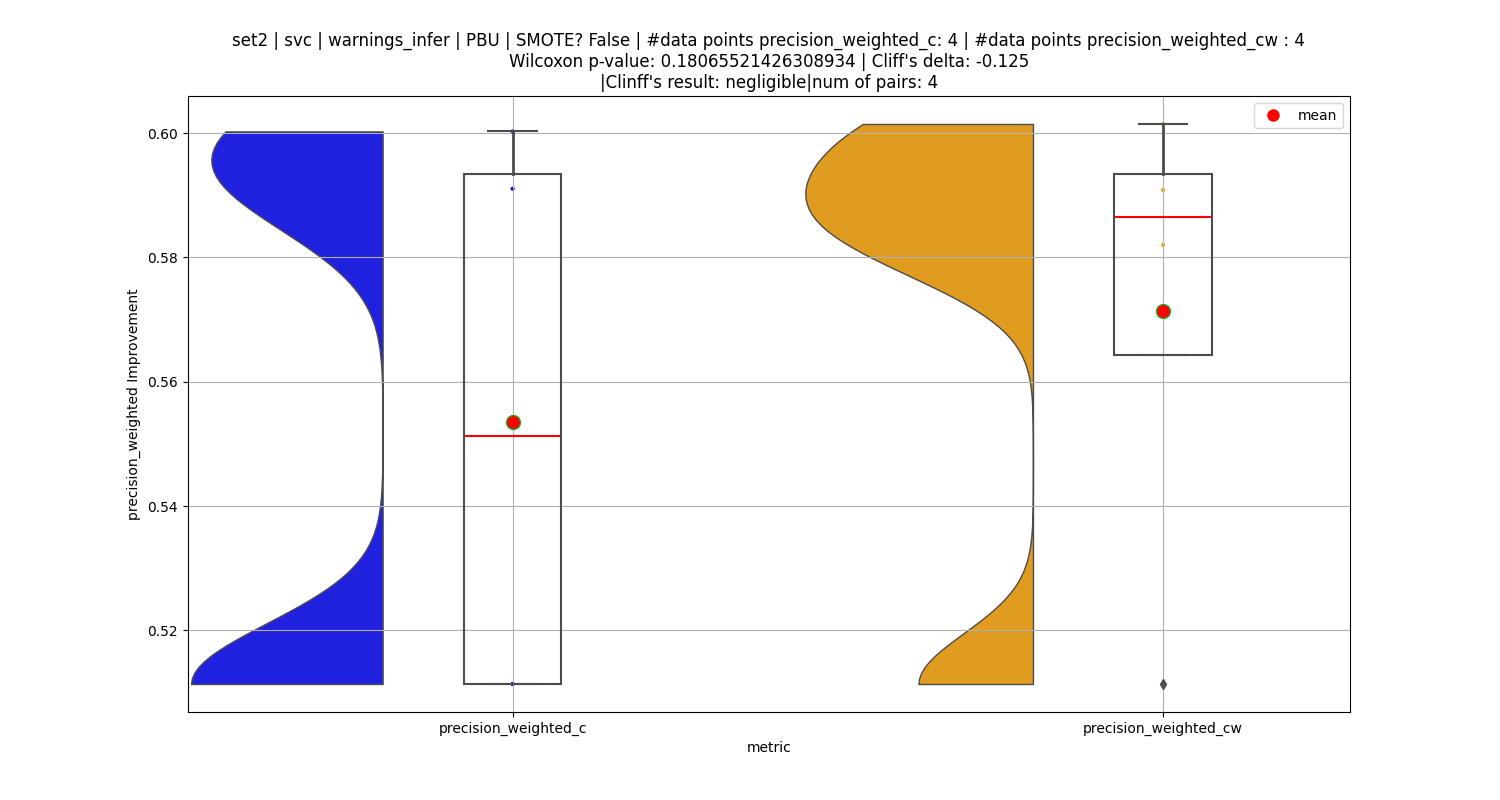 set2 | svc | warnings_infer | PBU | SMOTE? False | #data points precision_weighted_c: 4 | #data points precision_weighted_cw : 4
Wilcoxon p-value: 0.18065521426308934 | Cliff's delta: -0.125
|Clinff's result: negligible|num of pairs: 4
mean
0.60
0.58
0.56
0.54
0.52
precision_weighted Improvement
precision_weighted_c
precision_weighted_cw
metric